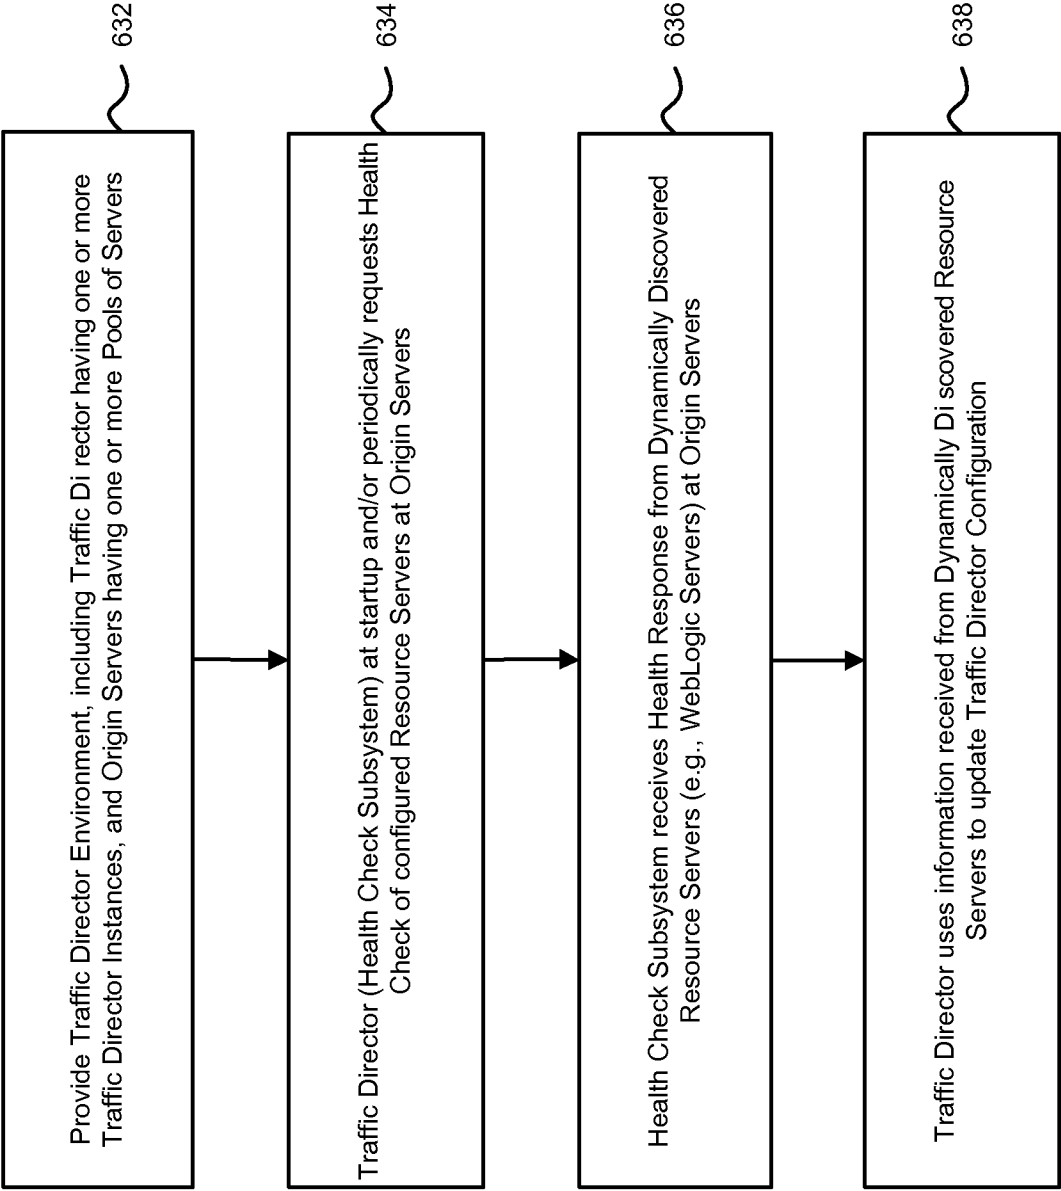 632
Provide Traffic Director Environment, including Traffic Di rector having one or more
Traffic Director Instances, and Origin Servers having one or more Pools of Servers
634
Traffic Director (Health Check Subsystem) at startup and/or periodically requests Health
Check of configured Resource Servers at Origin Servers
636
Health Check Subsystem receives Health Response from Dynamically Discovered
Resource Servers (e.g., WebLogic Servers) at Origin Servers
638
Traffic Director uses information received from Dynamically Di scovered Resource
Servers to update Traffic Director Configuration